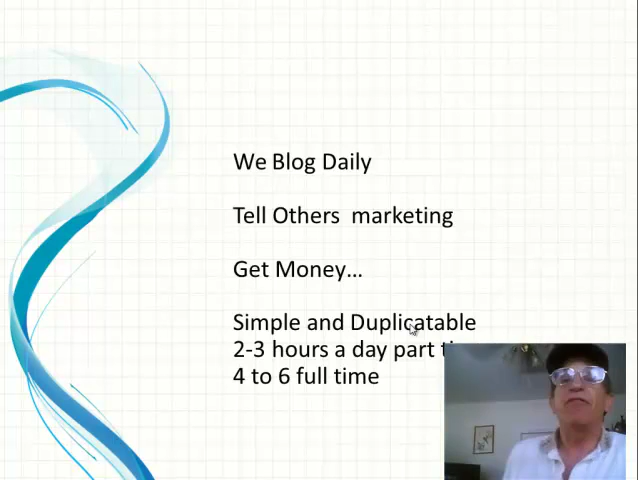 We Blog Daily
Tell Others marketing
Get Money...
Simple and Duplicatable
2-3 hours a day part
4 to 6 full time